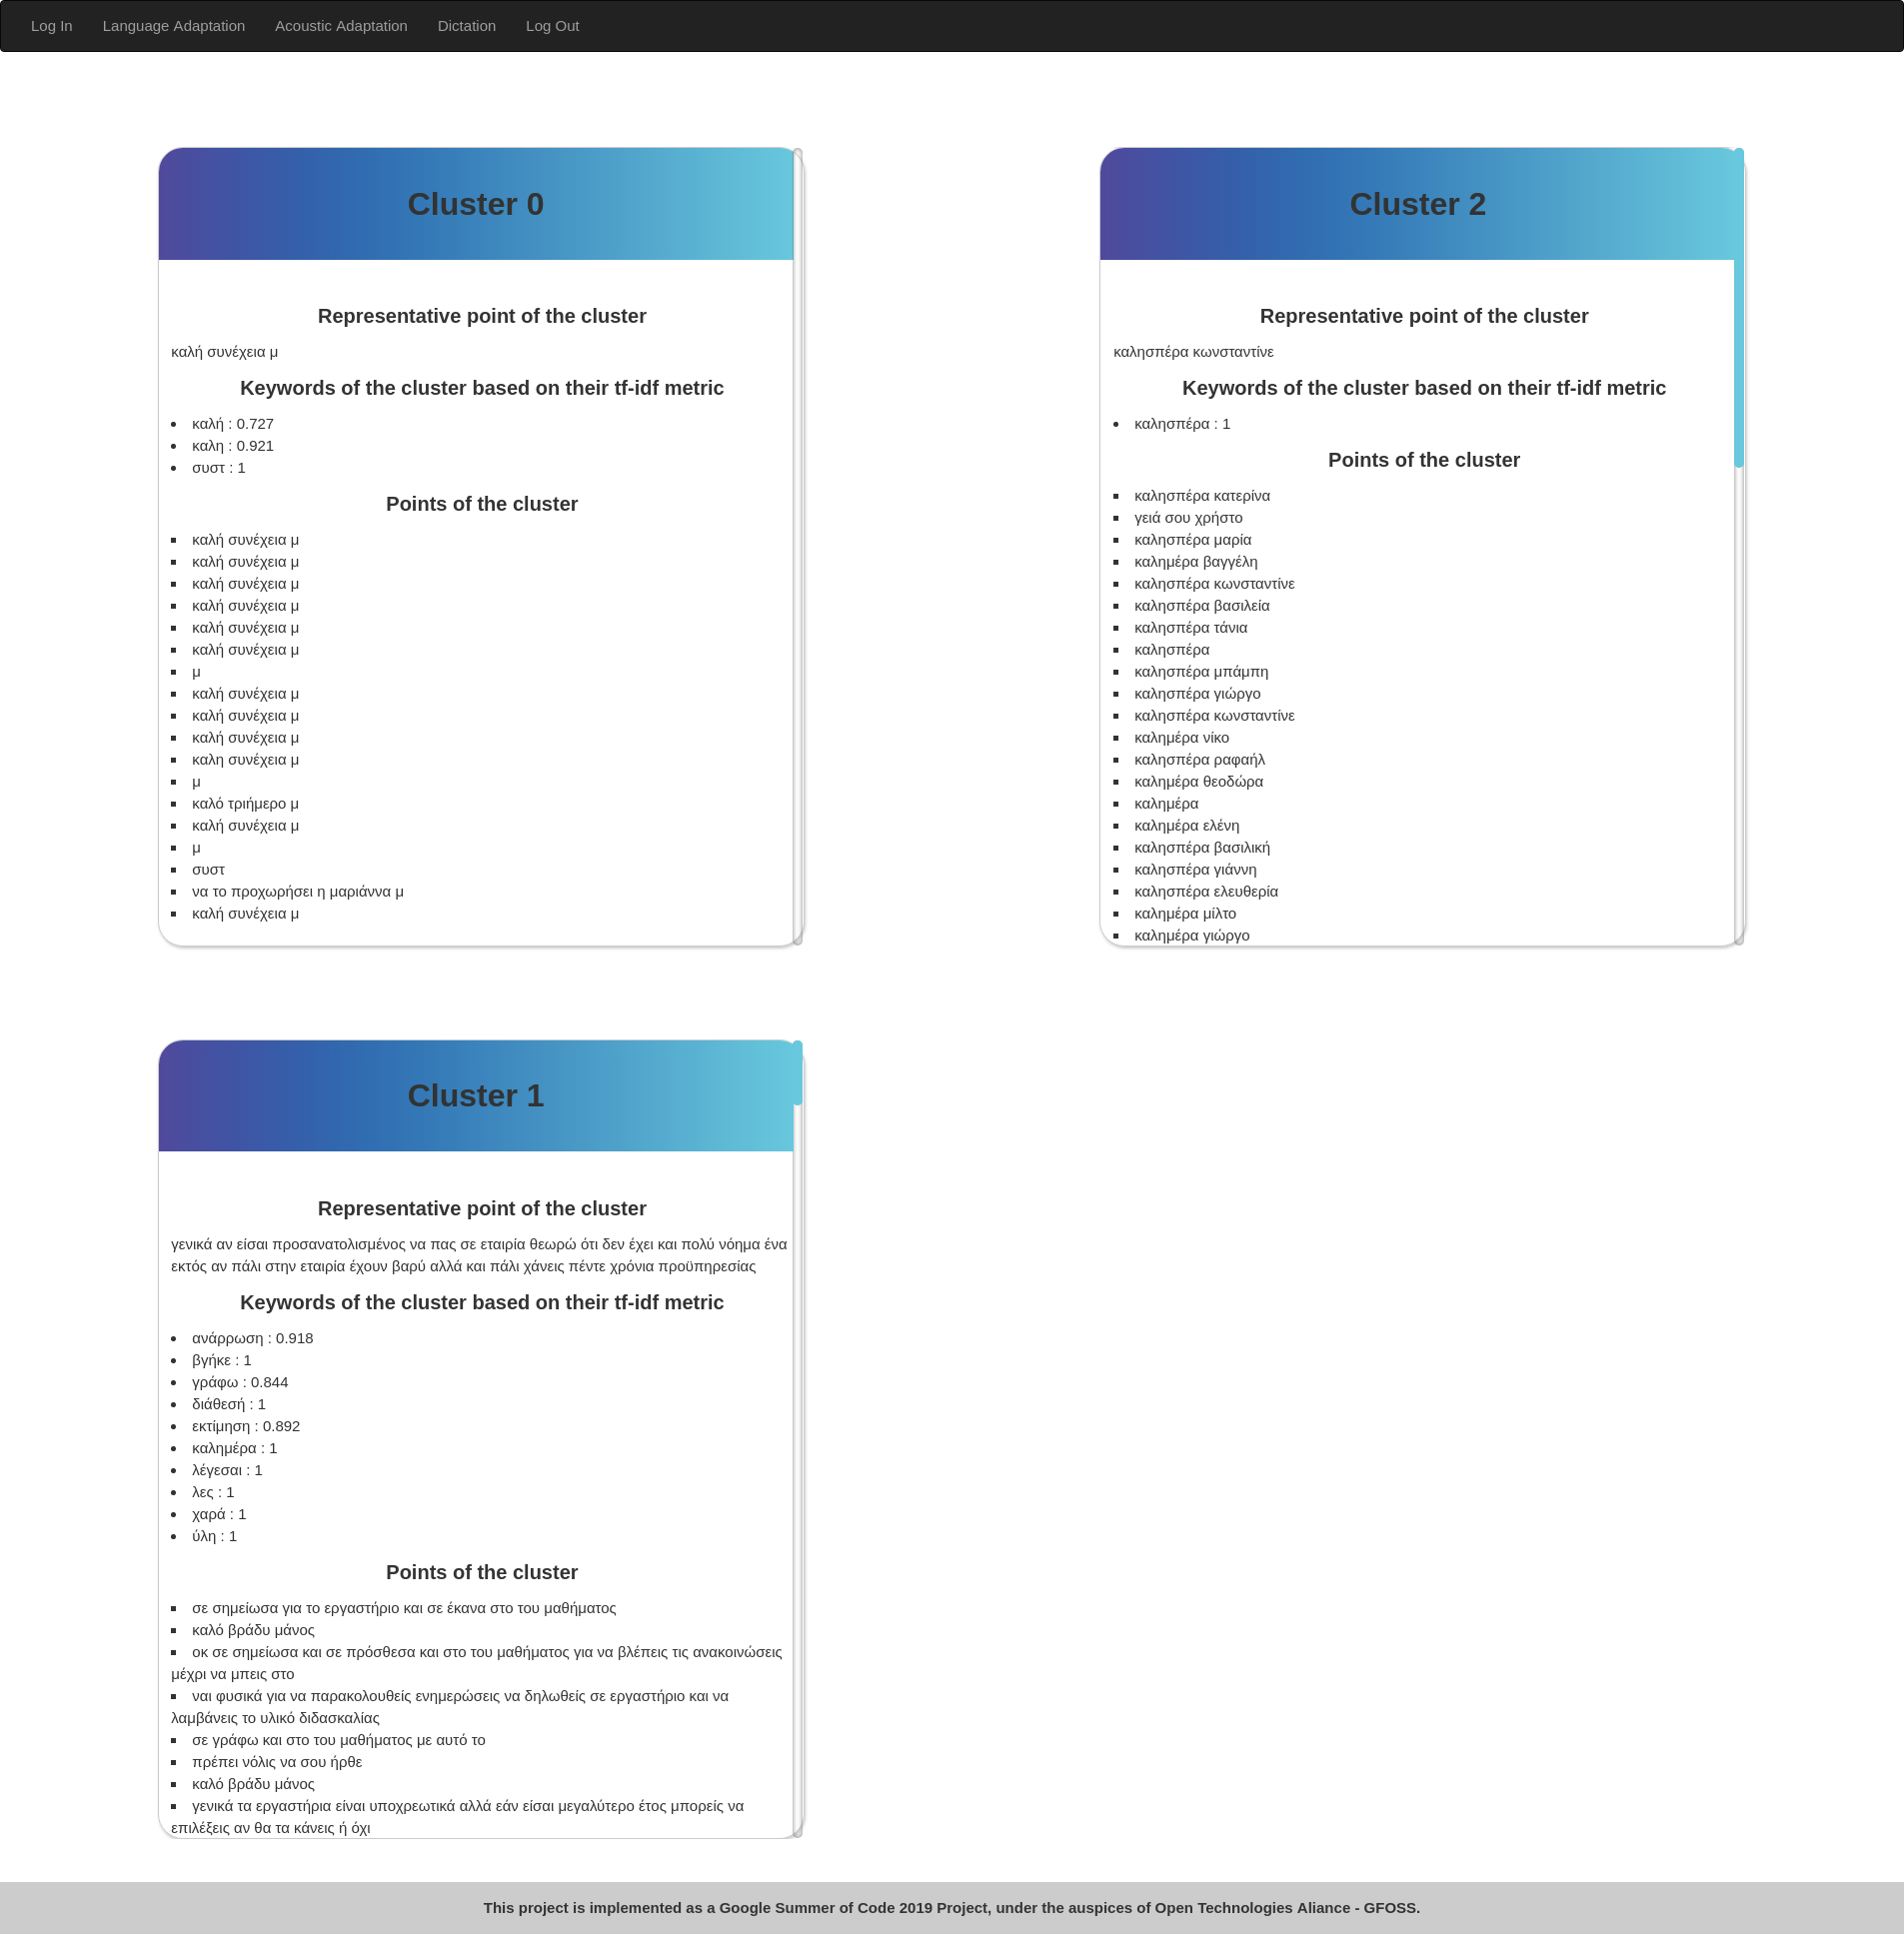 Log In Language Adaptation Acoustic Adaptation Dictation Log Out
Cluster 0
Representative point of the cluster
καλή συνέχεια μ
Keywords of the cluster based on their tf-idf metric
καλή : 0.727
καλη : 0.921
συστ : 1
Points of the cluster
καλή συνέχεια μ
καλή συνέχεια μ
καλή συνέχεια μ
καλή συνέχεια μ
καλή συνέχεια μ
καλή συνέχεια μ
μ
καλή συνέχεια μ
καλή συνέχεια μ
καλή συνέχεια μ
καλη συνέχεια μ
μ
καλό τριήμερο μ
καλή συνέχεια μ
μ
συστ
να το προχωρήσει η μαριάννα μ
καλή συνέχεια μ
Cluster 2
Representative point of the cluster
καλησπέρα κωνσταντίνε
Keywords of the cluster based on their tf-idf metric
καλησπέρα : 1
Points of the cluster
καλησπέρα κατερίνα
γειά σου χρήστο
καλησπέρα μαρία
καλημέρα βαγγέλη
καλησπέρα κωνσταντίνε
καλησπέρα βασιλεία
καλησπέρα τάνια
καλησπέρα
καλησπέρα μπάμπη
καλησπέρα γιώργο
καλησπέρα κωνσταντίνε
καλημέρα νίκο
καλησπέρα ραφαήλ
καλημέρα θεοδώρα
καλημέρα
καλημέρα ελένη
καλησπέρα βασιλική
καλησπέρα γιάννη
καλησπέρα ελευθερία
καλημέρα μίλτο
καλημέρα γιώργο
Cluster 1
Representative point of the cluster
γενικά αν είσαι προσανατολισμένος να πας σε εταιρία θεωρώ ότι δεν έχει και πολύ νόημα ένα
εκτός αν πάλι στην εταιρία έχουν βαρύ αλλά και πάλι χάνεις πέντε χρόνια προϋπηρεσίας
Keywords of the cluster based on their tf-idf metric
ανάρρωση : 0.918
βγήκε : 1
γράφω : 0.844
διάθεσή : 1
εκτίμηση : 0.892
καλημέρα : 1
λέγεσαι : 1
λες : 1
χαρά : 1
ύλη : 1
Points of the cluster
σε σημείωσα για το εργαστήριο και σε έκανα στο του μαθήματος
καλό βράδυ μάνος
οκ σε σημείωσα και σε πρόσθεσα και στο του μαθήματος για να βλέπεις τις ανακοινώσεις
μέχρι να μπεις στο
ναι φυσικά για να παρακολουθείς ενημερώσεις να δηλωθείς σε εργαστήριο και να
λαμβάνεις το υλικό διδασκαλίας
σε γράφω και στο του μαθήματος με αυτό το
πρέπει νόλις να σου ήρθε
καλό βράδυ μάνος
γενικά τα εργαστήρια είναι υποχρεωτικά αλλά εάν είσαι μεγαλύτερο έτος μπορείς να
επιλέξεις αν θα τα κάνεις ή όχι
This project is implemented as a Google Summer of Code 2019 Project, under the auspices of Open Technologies Alliance - GFOSS.